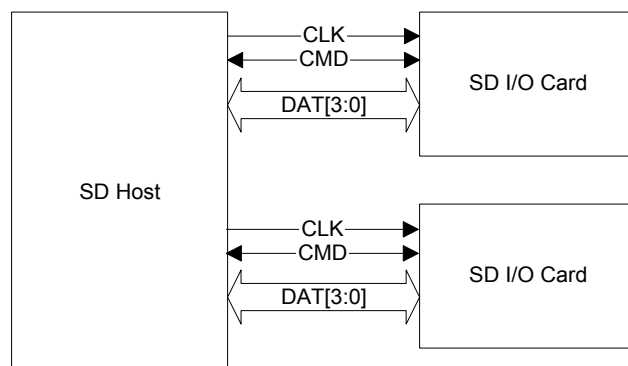 CLK
CMD
DAT[3:0]
SD I/O Card
SD Host
CLK
CMD
DAT[3:0]
SD I/O Card